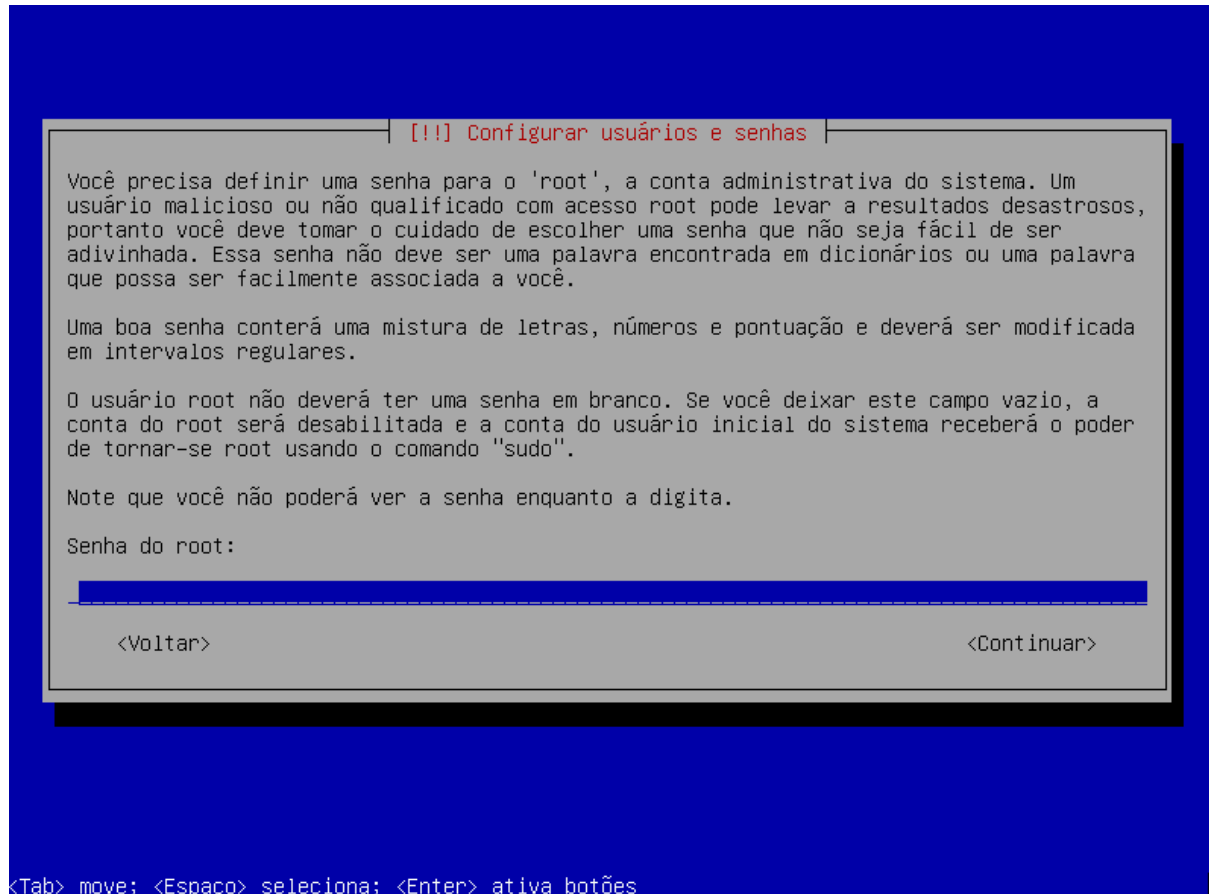 [!!] Configurar usuários e senhas
Você precisa definir uma senha para o 'root', a conta administrativa do sistema. Um
usuário malicioso ou não qualificado com acesso root pode levar a resultados desastrosos,
portanto você deve tomar o cuidado de escolher uma senha que não seja fácil de ser
adivinhada. Essa senha não deve ser uma palavra encontrada em dicionários ou uma palavra
que possa ser facilmente associada a você.
Uma boa senha conterá uma mistura de letras, números e pontuação e deverá ser modificada
em intervalos regulares.
O usuário root não deverá ter uma senha em branco. Se você deixar este campo vazio, a
conta do root será desabilitada e a conta do usuário inicial do sistema receberá o poder
de tornar-se root usando o comando "sudo".
Note que você não poderá ver a senha enquanto a digita.
Senha do root:
<Voltar> <Continuar>
<Tab> move; <Espaço> seleciona; <Enter> ativa botões